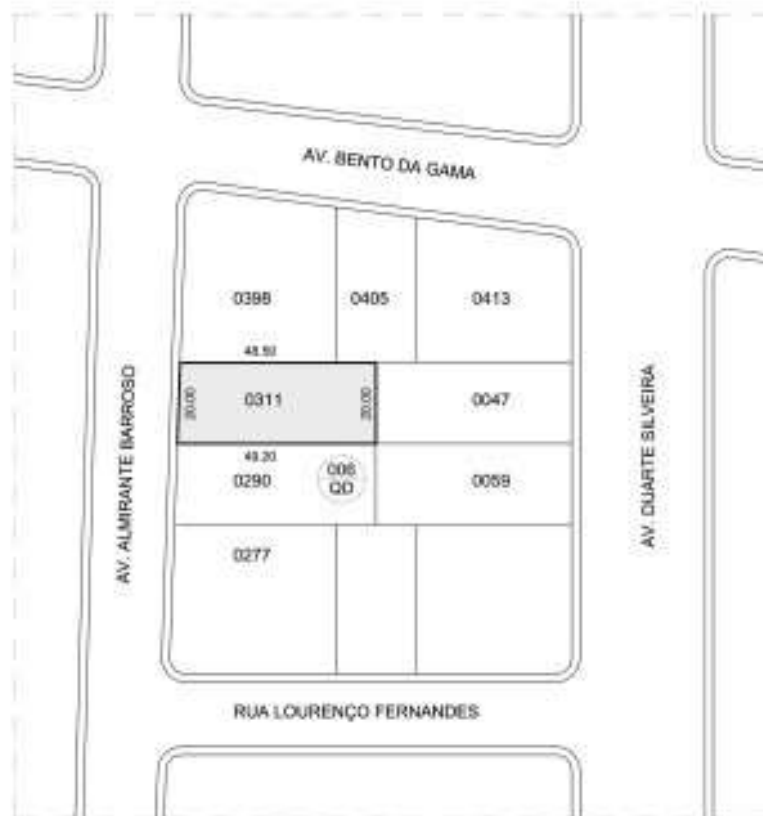 AV. BENTO DA GAMA
0398
0405
0413
48.50
AV. ALMIRANTE BARROSO
20.00
0311
20.00
0047
AV. DUARTE SILVEIRA
49.20
0290
006
QD
0059
0277
RUA LOURENÇO FERNANDES